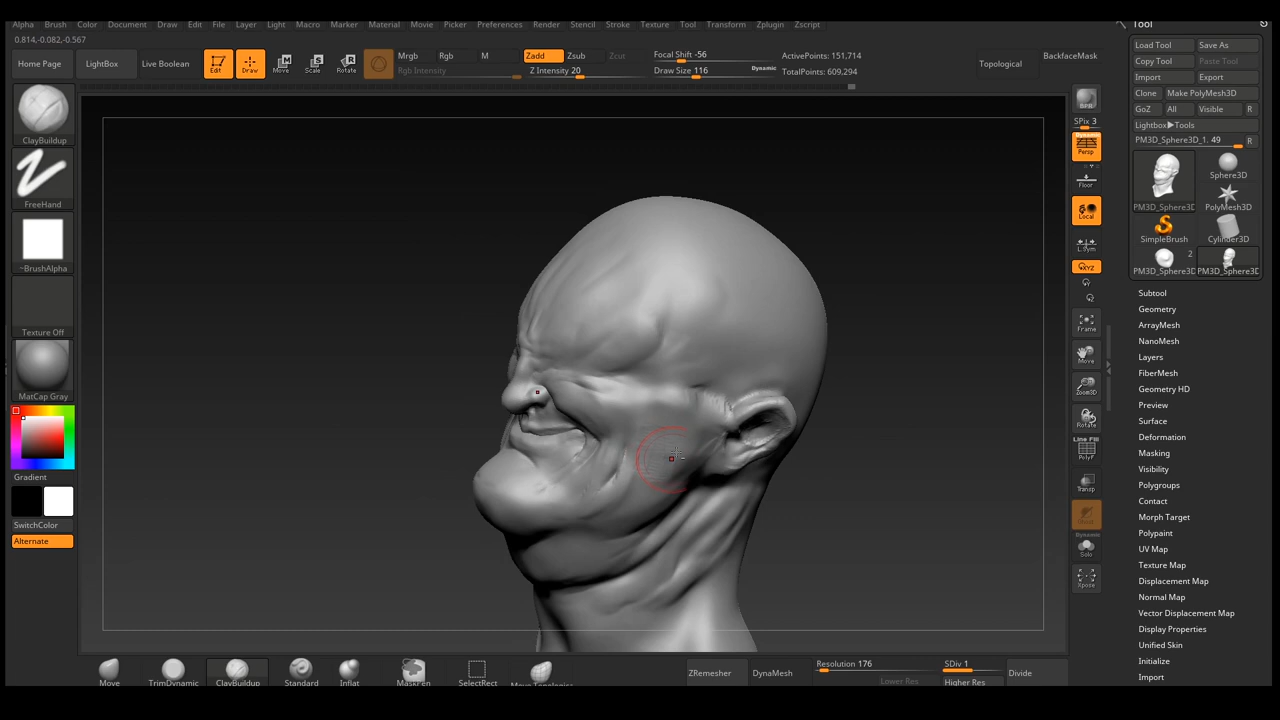 Alpha Brush Color Document Draw Edit File Layer Light Macro Marker Material Movie Picker Preferences Render Stencil Stroke Texture Tool Transform Zplugin Zscript
Tool
0.814,-0.082,-0.567
Home Page LightBox Live Boolean Edit Draw Move Scale Rotate
Mrgb Rgb M Zadd Zsub Zcut Focal Shift -56 ActivePoints: 151,714
Rgb Intensity Z Intensity 20 Draw Size 116 Dynamic TotalPoints: 609,294
Topological BackfaceMask
Load Tool Save As
Copy Tool Paste Tool
Import Export
Clone Make PolyMesh3D
GoZ All Visible R
Lightbox▶Tools
PM3D_Sphere3D_1. 49 R
PM3D_Sphere3D Sphere3D
PolyMesh3D
SimpleBrush Cylinder3D
2
PM3D_Sphere3D PM3D_Sphere3D
Subtool
Geometry
ArrayMesh
NanoMesh
Layers
FiberMesh
Geometry HD
Preview
Surface
Deformation
Masking
Visibility
Polygroups
Contact
Morph Target
Polypaint
UV Map
Texture Map
Displacement Map
Normal Map
Vector Displacement Map
Display Properties
Unified Skin
Initialize
Import
ClayBuildup
FreeHand
~BrushAlpha
Texture Off
MatCap Gray
Gradient
SwitchColor
Alternate
BPR
SPix 3
Dynamic
Persp
Floor
Local
L.Sym
XYZ
Frame
Move
Zoom3D
Rotate
Line Fill
PolyF
Transp
Ghost
Dynamic
Solo
Xpose
Move TrimDynamic ClayBuildup Standard Inflat MaskPen SelectRect Move Topologica
ZRemesher DynaMesh Resolution 176 SDiv 1 Divide
Lower Res Higher Res